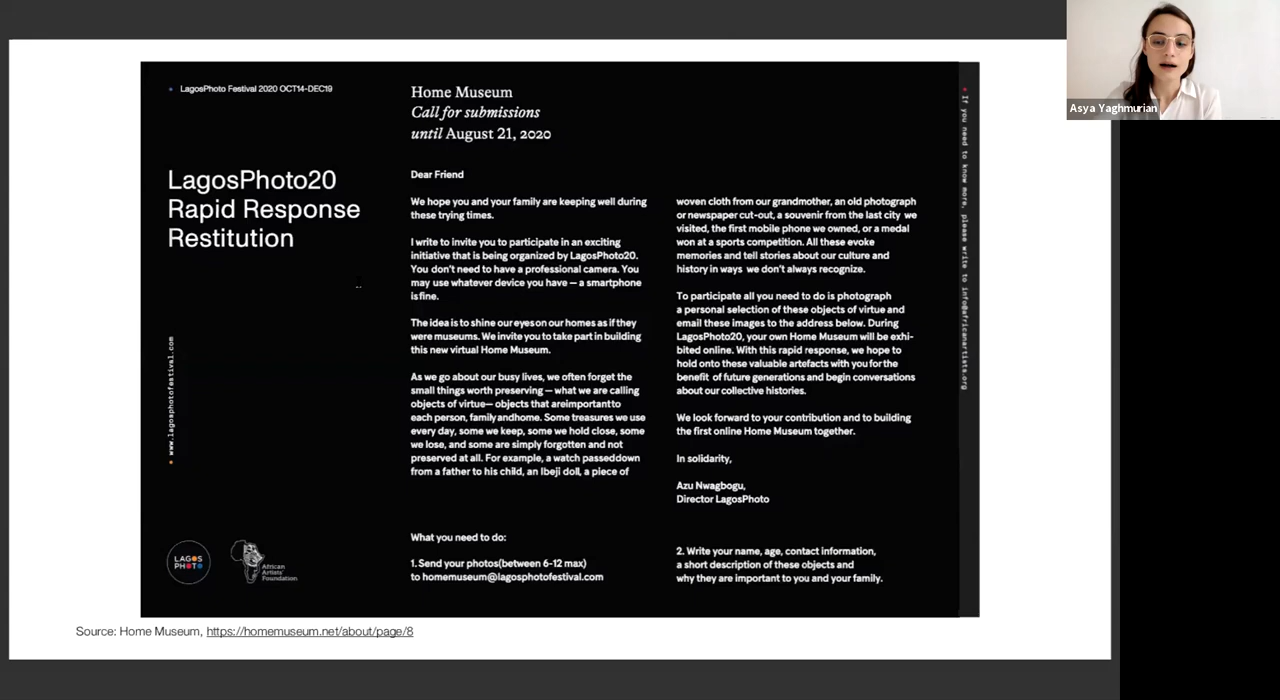 Asya Yaghmurian
LagosPhoto Festival 2020 OCT14-DEC19
LagosPhoto20
Rapid Response
Restitution
www.lagosphotofestival.com
LAGOS
PHOTO
African
Artists'
Foundation
Home Museum
Call for submissions
until August 21, 2020
Dear Friend
We hope you and your family are keeping well during
these trying times.
I write to invite you to participate in an exciting
initiative that is being organized by LagosPhoto20.
You don't need to have a professional camera. You
may use whatever device you have — a smartphone
is fine.
The idea is to shine our eyes on our homes as if they
were museums. We invite you to take part in building
this new virtual Home Museum.
As we go about our busy lives, we often forget the
small things worth preserving — what we are calling
objects of virtue— objects that areimportantto
each person, familyandhome. Some treasures we use
every day, some we keep, some we hold close, some
we lose, and some are simply forgotten and not
preserved at all. For example, a watch passeddown
from a father to his child, an Ibeji doll, a piece of
woven cloth from our grandmother, an old photograph
or newspaper cut-out, a souvenir from the last city we
visited, the first mobile phone we owned, or a medal
won at a sports competition. All these evoke
memories and tell stories about our culture and
history in ways we don't always recognize.
To participate all you need to do is photograph
a personal selection of these objects of virtue and
email these images to the address below. During
LagosPhoto20, your own Home Museum will be exhi-
bited online. With this rapid response, we hope to
hold onto these valuable artefacts with you for the
benefit of future generations and begin conversations
about our collective histories.
We look forward to your contribution and to building
the first online Home Museum together.
In solidarity,
Azu Nwagbogu,
Director LagosPhoto
What you need to do:
1. Send your photos(between 6-12 max)
to homemuseum@lagosphotofestival.com
2. Write your name, age, contact information,
a short description of these objects and
why they are important to you and your family.
If you need to know more, please write to info@africanartists.org
Source: Home Museum, https://homemuseum.net/about/page/8